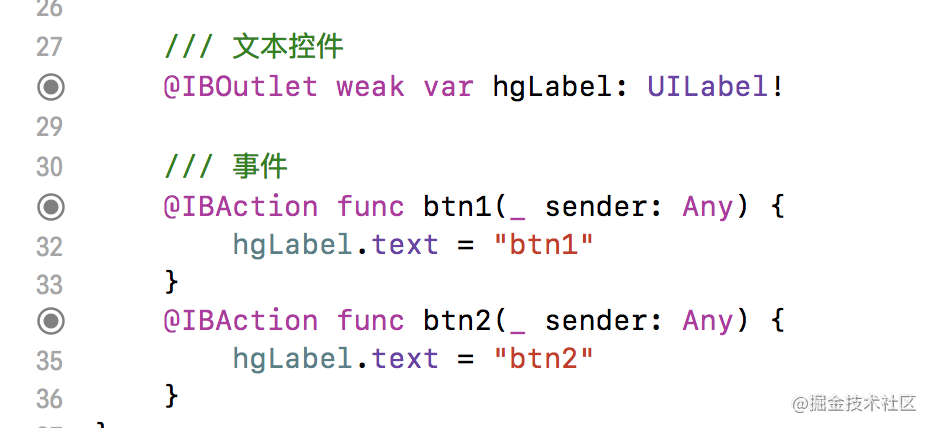 26
27 /// 文本控件
@IBOutlet weak var hgLabel: UILabel!
29
30 /// 事件
@IBAction func btn1(_ sender: Any) {
32 hgLabel.text = "btn1"
33 }
@IBAction func btn2(_ sender: Any) {
35 hgLabel.text = "btn2"
36 }
@掘金技术社区
37 }